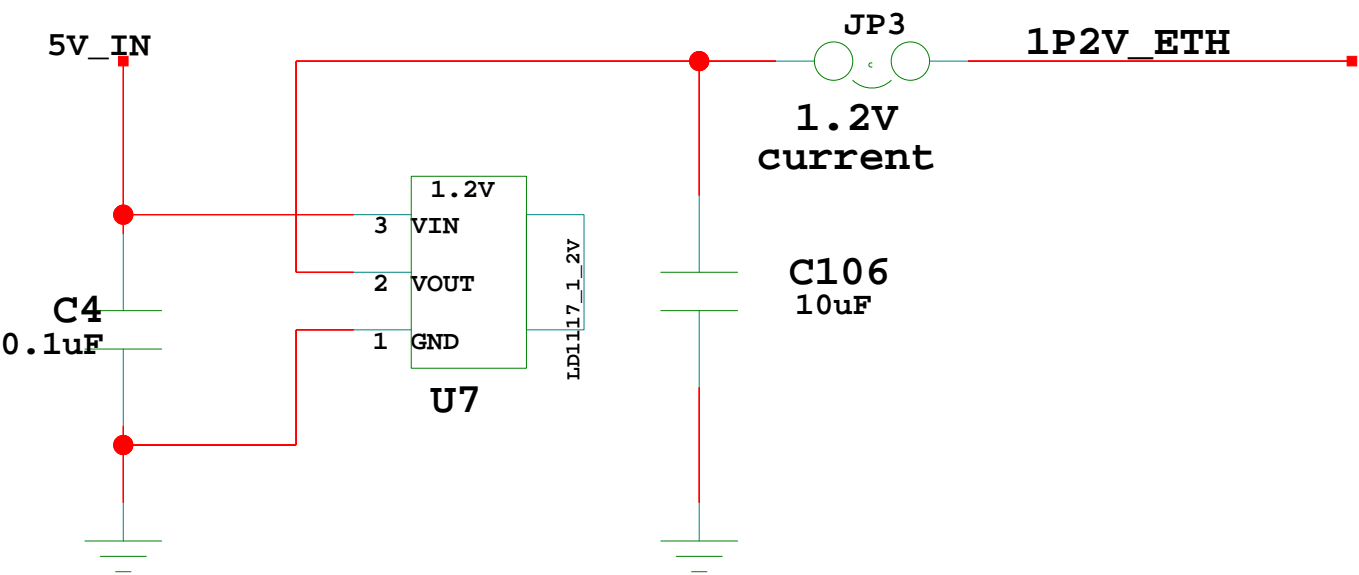 JP3
5V_IN
1P2V_ETH
c
1.2V
current
1.2V
3 VIN
2 VOUT
1 GND
LD1117_1_2V
U7
C4
0.1uF
C106
10uF